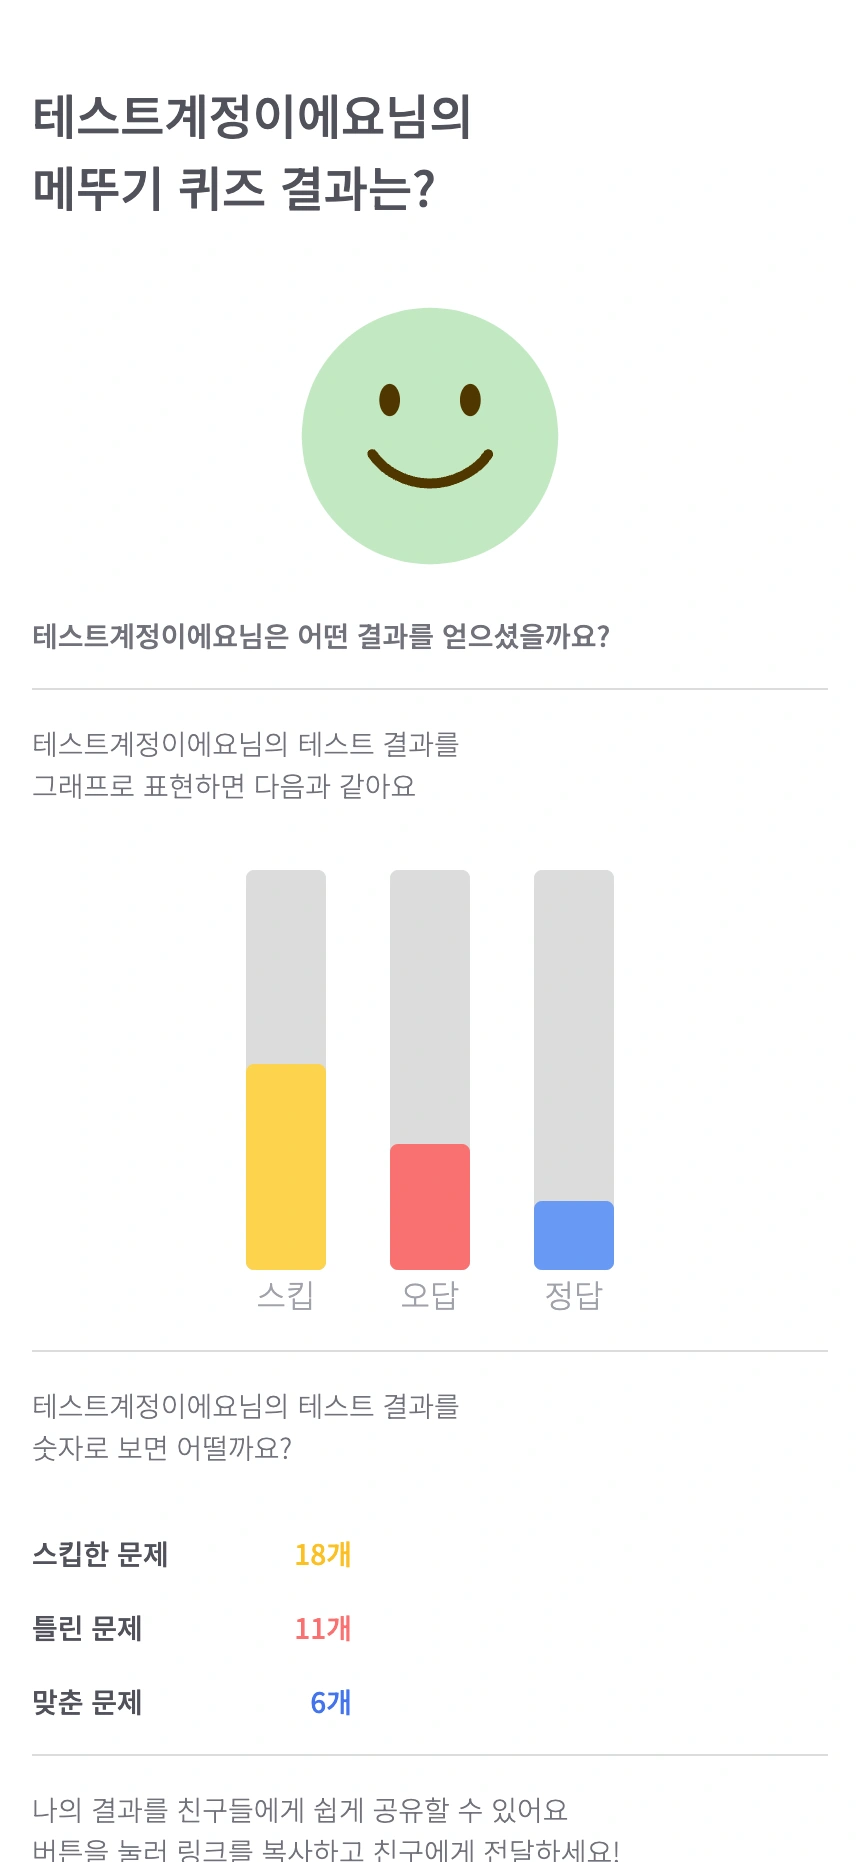 테스트계정이에요님의
메뚜기 퀴즈 결과는?
테스트계정이에요님은 어떤 결과를 얻으셨을까요?
테스트계정이에요님의 테스트 결과를
그래프로 표현하면 다음과 같아요
스킵 오답 정답
테스트계정이에요님의 테스트 결과를
숫자로 보면 어떨까요?
스킵한 문제 18개
틀린 문제 11개
맞춘 문제 6개
나의 결과를 친구들에게 쉽게 공유할 수 있어요
버튼을 눌러 링크를 복사하고 친구에게 전달하세요!